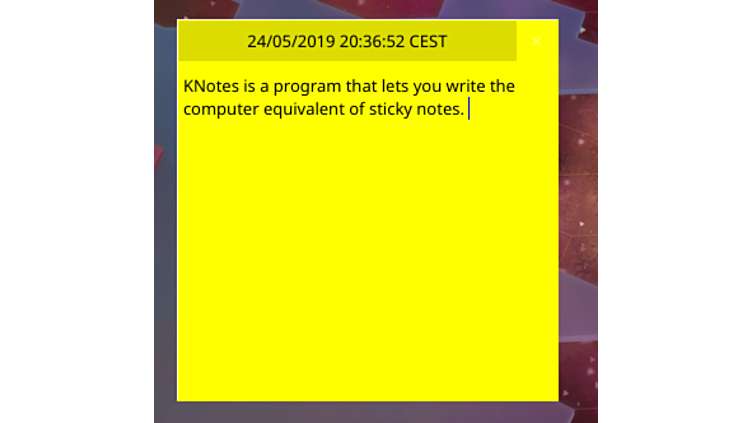 24/05/2019 20:36:52 CEST
KNotes is a program that lets you write the
computer equivalent of sticky notes.